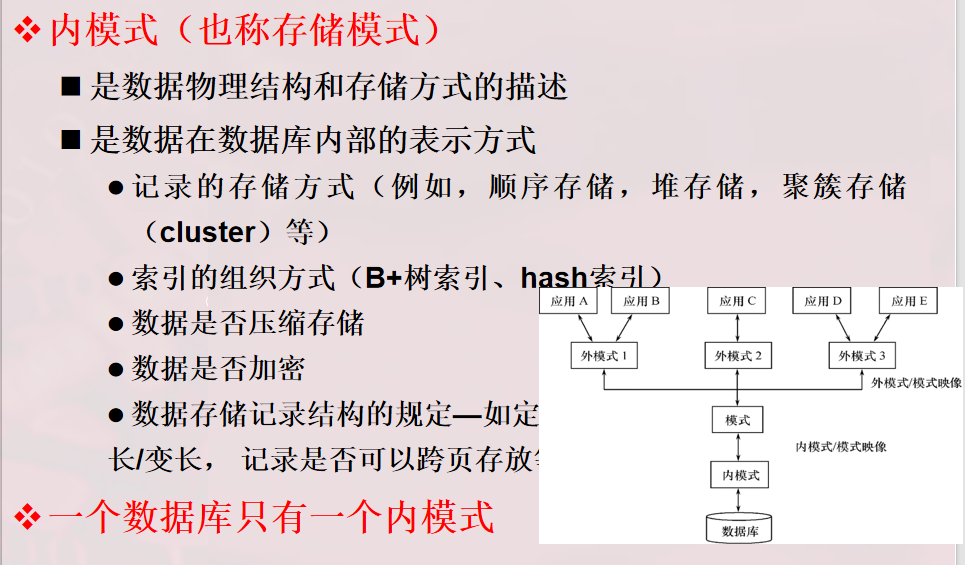 内模式（也称存储模式）
是数据物理结构和存储方式的描述
是数据在数据库内部的表示方式
记录的存储方式（例如，顺序存储，堆存储，聚簇存储
（cluster）等）
索引的组织方式（B+树索引、hash索引）
数据是否压缩存储
数据是否加密
数据存储记录结构的规定—如定
长/变长， 记录是否可以跨页存放
一个数据库只有一个内模式
应用 A
应用 B
应用 C
应用 D
应用 E
外模式 1
外模式 2
外模式 3
外模式/模式映像
模式
内模式/模式映像
内模式
数据库